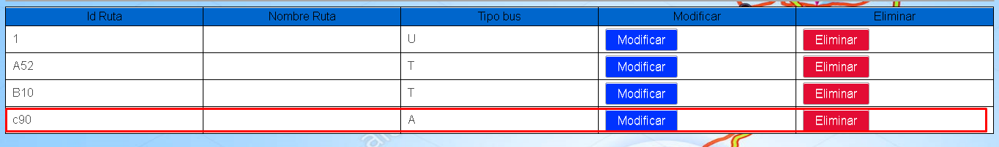 Id Ruta Nombre Ruta Tipo bus Modificar Eliminar
1 U Modificar Eliminar
A52 T Modificar Eliminar
B10 T Modificar Eliminar
c90 A Modificar Eliminar